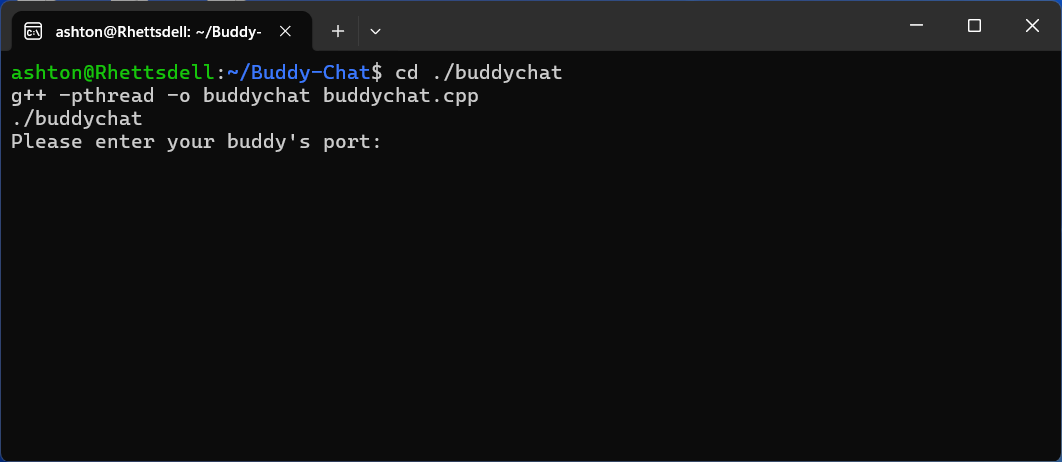 ashton@Rhettsdell: ~/Buddy-
ashton@Rhettsdell:~/Buddy-Chat$ cd ./buddychat
g++ -pthread -o buddychat buddychat.cpp
./buddychat
Please enter your buddy's port: